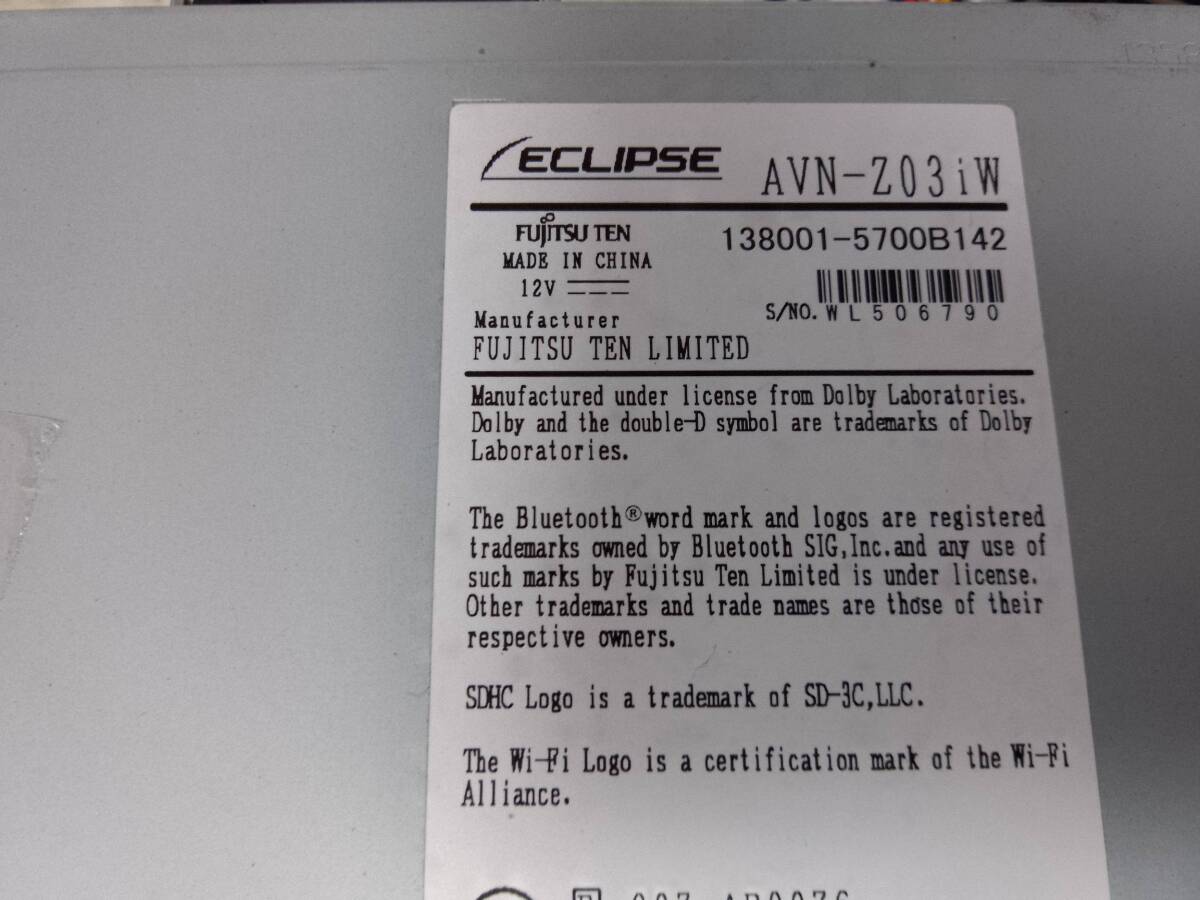 ECLIPSE AVN-Z03iW
FUJITSU TEN 138001-5700B142
MADE IN CHINA
12V
S/NO. WL506790
Manufacturer
FUJITSU TEN LIMITED
Manufactured under license from Dolby Laboratories.
Dolby and the double-D symbol are trademarks of Dolby
Laboratories.
The Bluetooth® word mark and logos are registered
trademarks owned by Bluetooth SIG,Inc.and any use of
such marks by Fujitsu Ten Limited is under license.
Other trademarks and trade names are those of their
respective owners.
SDHC Logo is a trademark of SD-3C,LLC.
The Wi-Fi Logo is a certification mark of the Wi-Fi
Alliance.